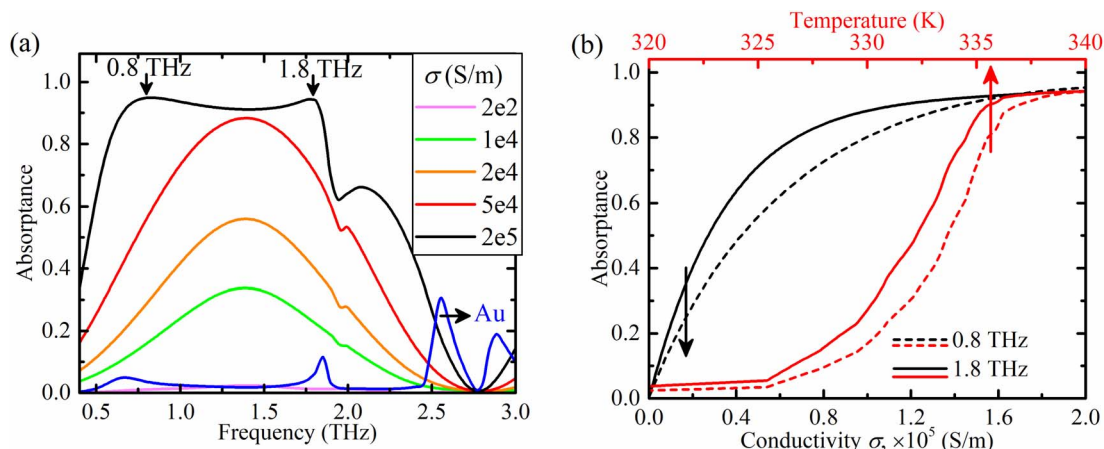 (a)
0.8 THz
1.8 THz
σ (S/m)
2e2
1e4
2e4
5e4
2e5
Au
Absorptance
1.0
0.8
0.6
0.4
0.2
0.0
0.5 1.0 1.5 2.0 2.5 3.0
Frequency (THz)
(b)
Temperature (K)
320 325 330 335 340
Absorptance
1.0
0.8
0.6
0.4
0.2
0.0
0.8 THz
1.8 THz
0.0 0.4 0.8 1.2 1.6 2.0
Conductivity σ, ×10⁵ (S/m)